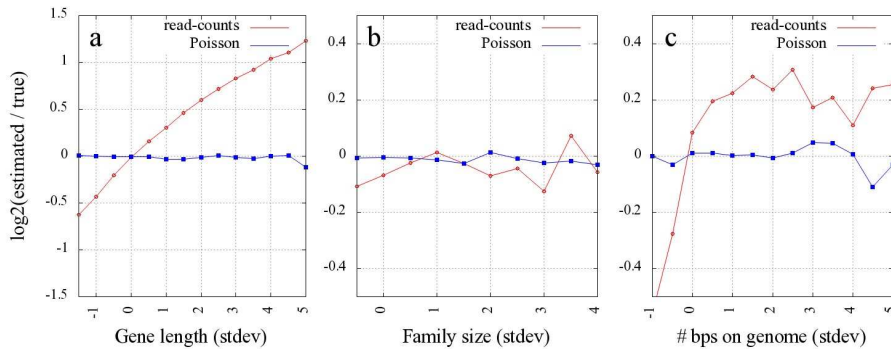 a
read-counts
Poisson
log2(estimated / true)
1.5
1
0.5
0
-0.5
-1
-1.5
-1
0
1
2
3
4
5
Gene length (stdev)
b
read-counts
Poisson
0.4
0.2
0
-0.2
-0.4
0
1
2
3
4
Family size (stdev)
c
read-counts
Poisson
0.4
0.2
0
-0.2
-0.4
-1
0
1
2
3
4
5
# bps on genome (stdev)